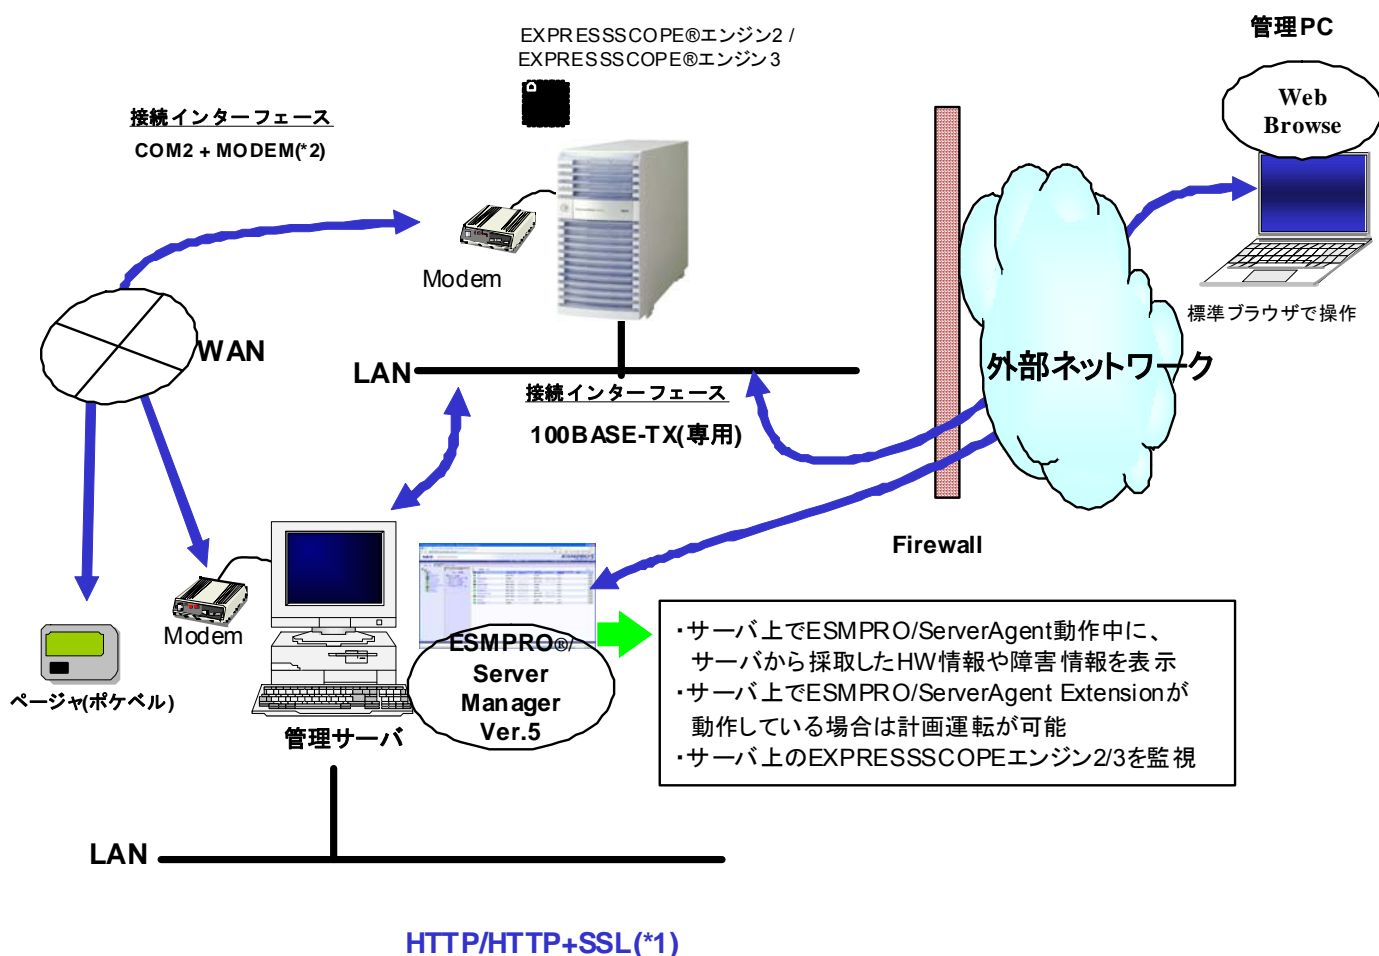 EXPRESSSCOPE®エンジン2 /
EXPRESSSCOPE®エンジン3
管理PC
Web
Browse
標準ブラウザで操作
接続インターフェース
COM2 + MODEM(*2)
Modem
WAN
LAN
接続インターフェース
100BASE-TX(専用)
外部ネットワーク
Firewall
Modem
ページャ(ポケベル)
管理サーバ
ESMPRO®/
Server
Manager
Ver.5
・サーバ上でESMPRO/ServerAgent動作中に、
サーバから採取したHW情報や障害情報を表示
・サーバ上でESMPRO/ServerAgent Extensionが
動作している場合は計画運転が可能
・サーバ上のEXPRESSSCOPEエンジン2/3を監視
LAN
HTTP/HTTP+SSL(*1)